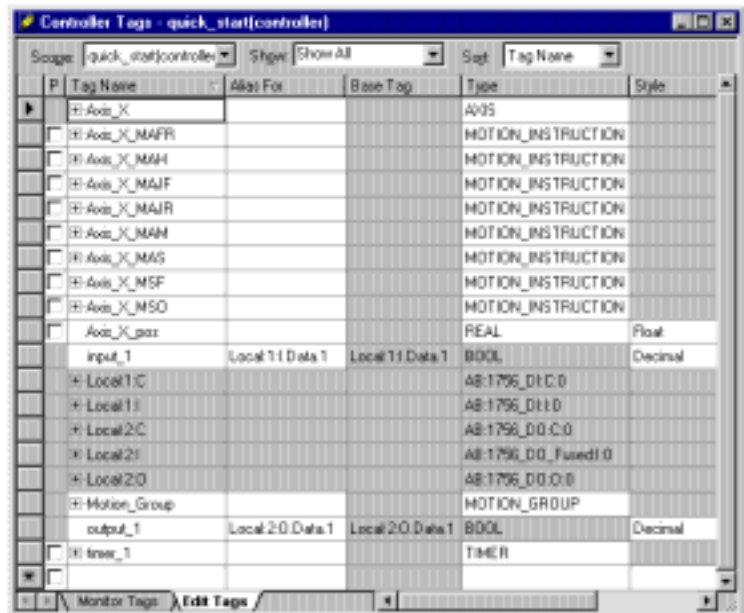 Controller Tags - quick_start(controller)
Scope: quick_start(controller Show: Show All Sort: Tag Name
P Tag Name Alias For Base Tag Type Style
Axis_X AXIS
Axis_X_MAFR MOTION_INSTRUCTION
Axis_X_MAH MOTION_INSTRUCTION
Axis_X_MAJF MOTION_INSTRUCTION
Axis_X_MAJR MOTION_INSTRUCTION
Axis_X_MAM MOTION_INSTRUCTION
Axis_X_MAS MOTION_INSTRUCTION
Axis_X_MSF MOTION_INSTRUCTION
Axis_X_MSO MOTION_INSTRUCTION
Axis_X_pos REAL Float
input_1 Local:1:I.Data.1 Local:1:I.Data.1 BOOL Decimal
Local:1:C AB:1756_DI:C:0
Local:1:I AB:1756_DI:I:0
Local:2:C AB:1756_DO:C:0
Local:2:I AB:1756_DO_Fused:I:0
Local:2:O AB:1756_DO:O:0
Motion_Group MOTION_GROUP
output_1 Local:2:O.Data.1 Local:2:O.Data.1 BOOL Decimal
timer_1 TIMER
Monitor Tags Edit Tags